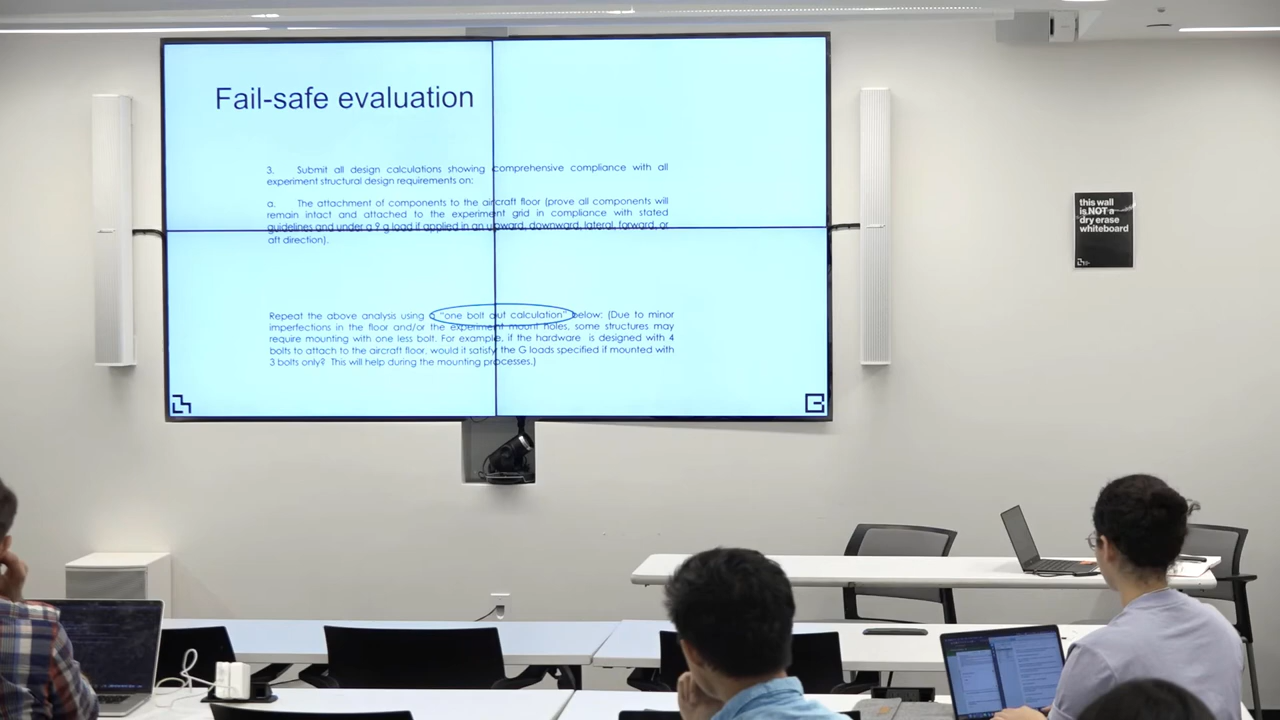 Fail-safe evaluation
3. Submit all design calculations showing comprehensive compliance with all
experiment structural design requirements on:
a. The attachment of components to the aircraft floor (prove all components will
remain intact and attached to the experiment grid in compliance with stated
guidelines and under a 9 g load if applied in an upward, downward, lateral, forward, or
aft direction).
Repeat the above analysis using a "one bolt out calculation" below: (Due to minor
imperfections in the floor and/or the experiment mount holes, some structures may
require mounting with one less bolt. For example, if the hardware is designed with 4
bolts to attach to the aircraft floor, would it satisfy the G loads specified if mounted with
3 bolts only? This will help during the mounting processes.)
this wall
is NOT a
dry erase
whiteboard